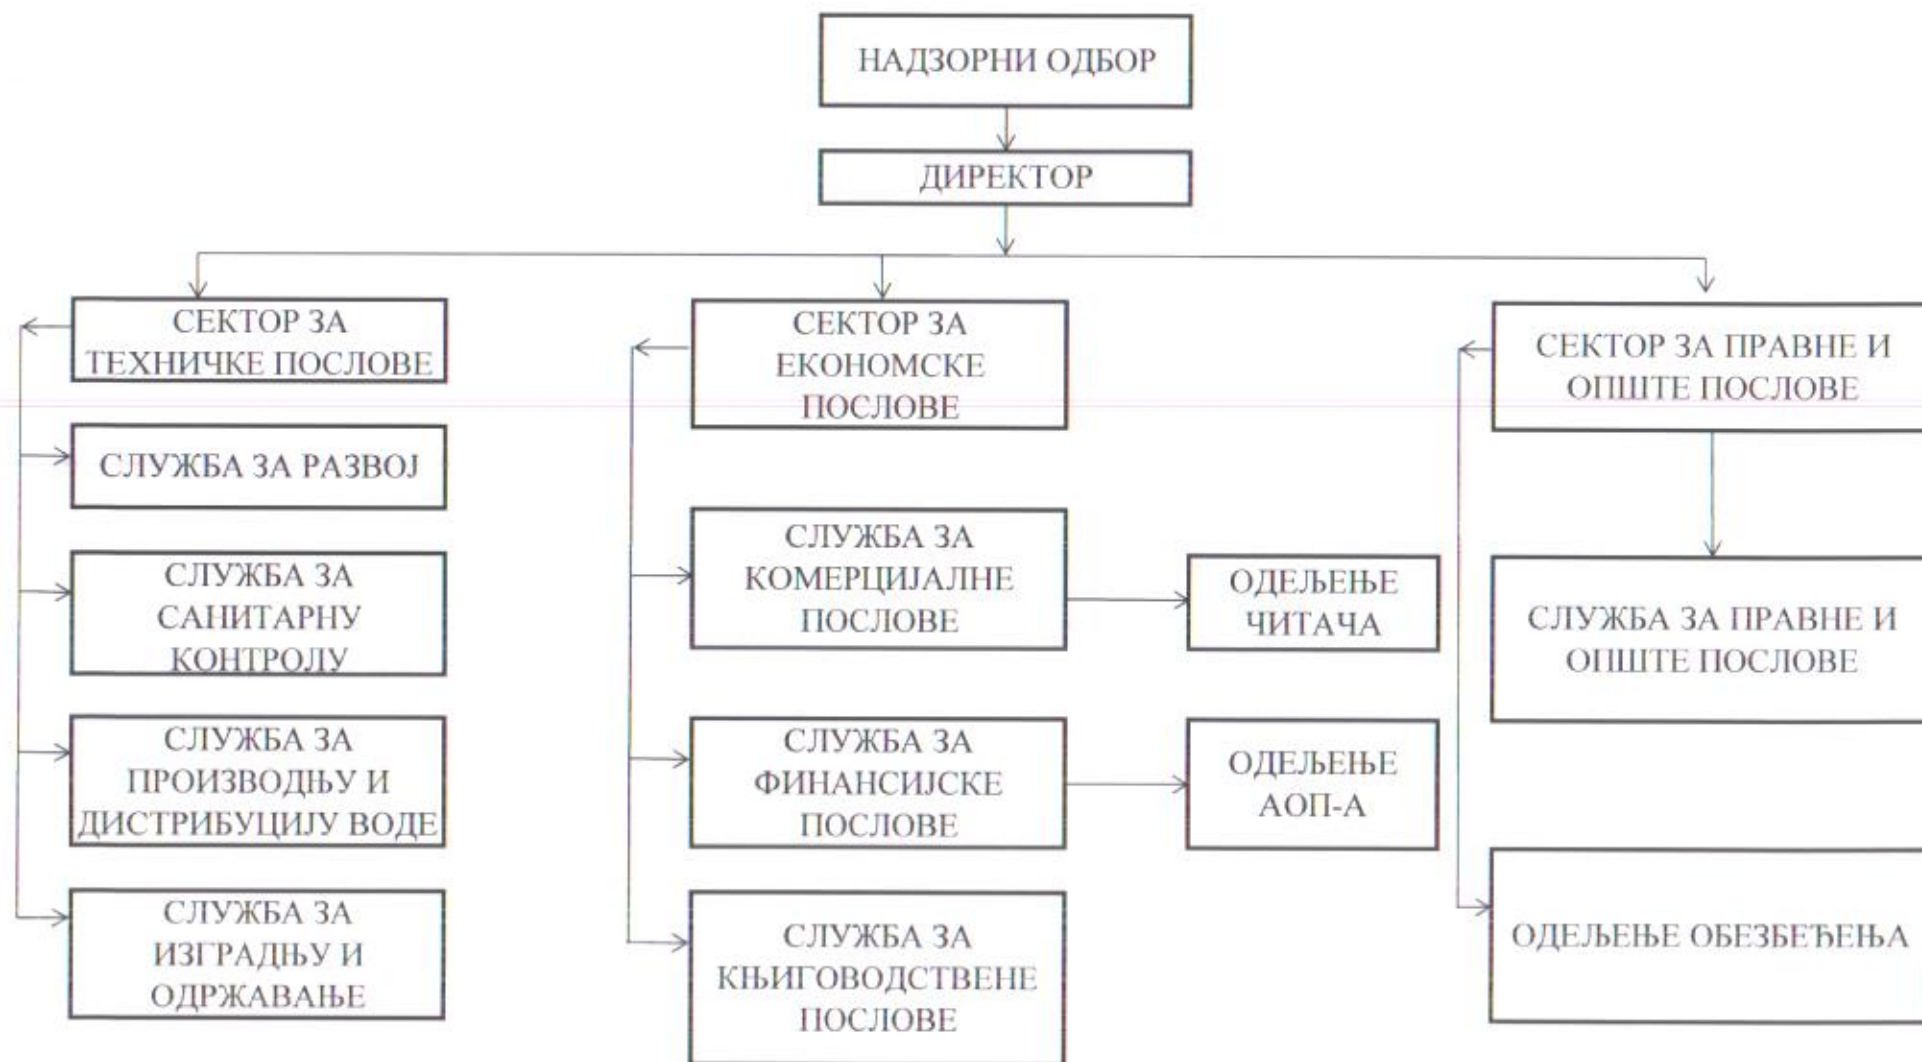 НАДЗОРНИ ОДБОР
ДИРЕКТОР
СЕКТОР ЗА
ТЕХНИЧКЕ ПОСЛОВЕ
СЛУЖБА ЗА РАЗВОЈ
СЛУЖБА ЗА
САНИТАРНУ
КОНТРОЛУ
СЛУЖБА ЗА
ПРОИЗВОДЊУ И
ДИСТРИБУЦИЈУ ВОДЕ
СЛУЖБА ЗА
ИЗГРАДЊУ И
ОДРЖАВАЊЕ
СЕКТОР ЗА
ЕКОНОМСКЕ
ПОСЛОВЕ
СЛУЖБА ЗА
КОМЕРЦИЈАЛНЕ
ПОСЛОВЕ
ОДЕЉЕЊЕ
ЧИТАЧА
СЛУЖБА ЗА
ФИНАНСИЈСКЕ
ПОСЛОВЕ
ОДЕЉЕЊЕ
АОП-А
СЛУЖБА ЗА
КЊИГОВОДСТВЕНЕ
ПОСЛОВЕ
СЕКТОР ЗА ПРАВНЕ И
ОПШТЕ ПОСЛОВЕ
СЛУЖБА ЗА ПРАВНЕ И
ОПШТЕ ПОСЛОВЕ
ОДЕЉЕЊЕ ОБЕЗБЕЂЕЊА